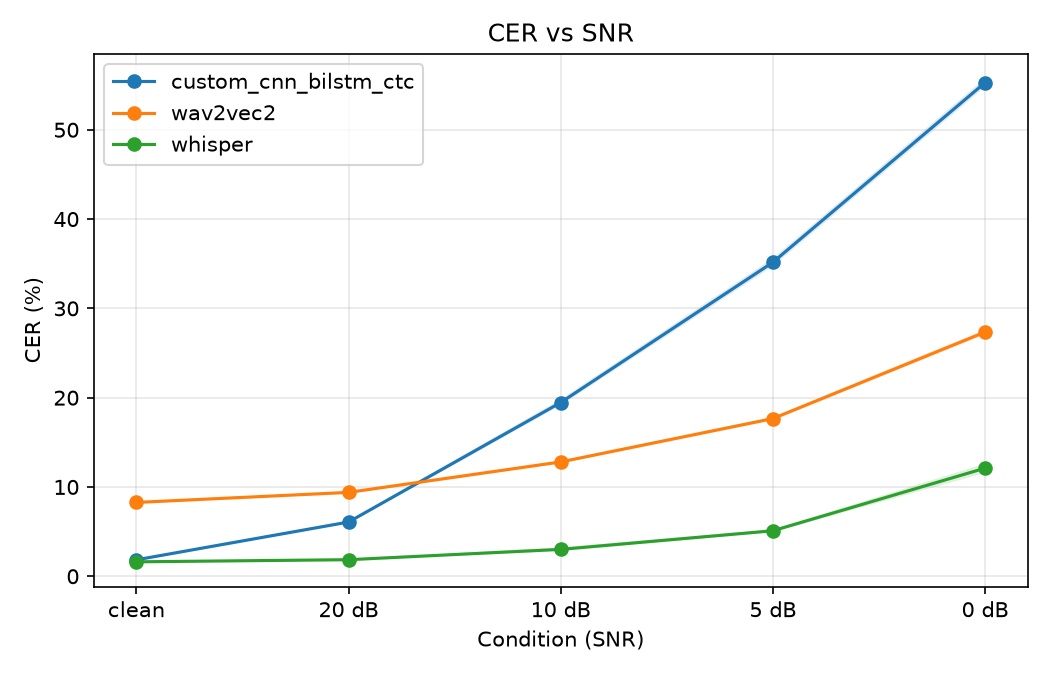 CER vs SNR
custom_cnn_bilstm_ctc
wav2vec2
whisper
50
40
30
20
10
0
CER (%)
clean 20 dB 10 dB 5 dB 0 dB
Condition (SNR)